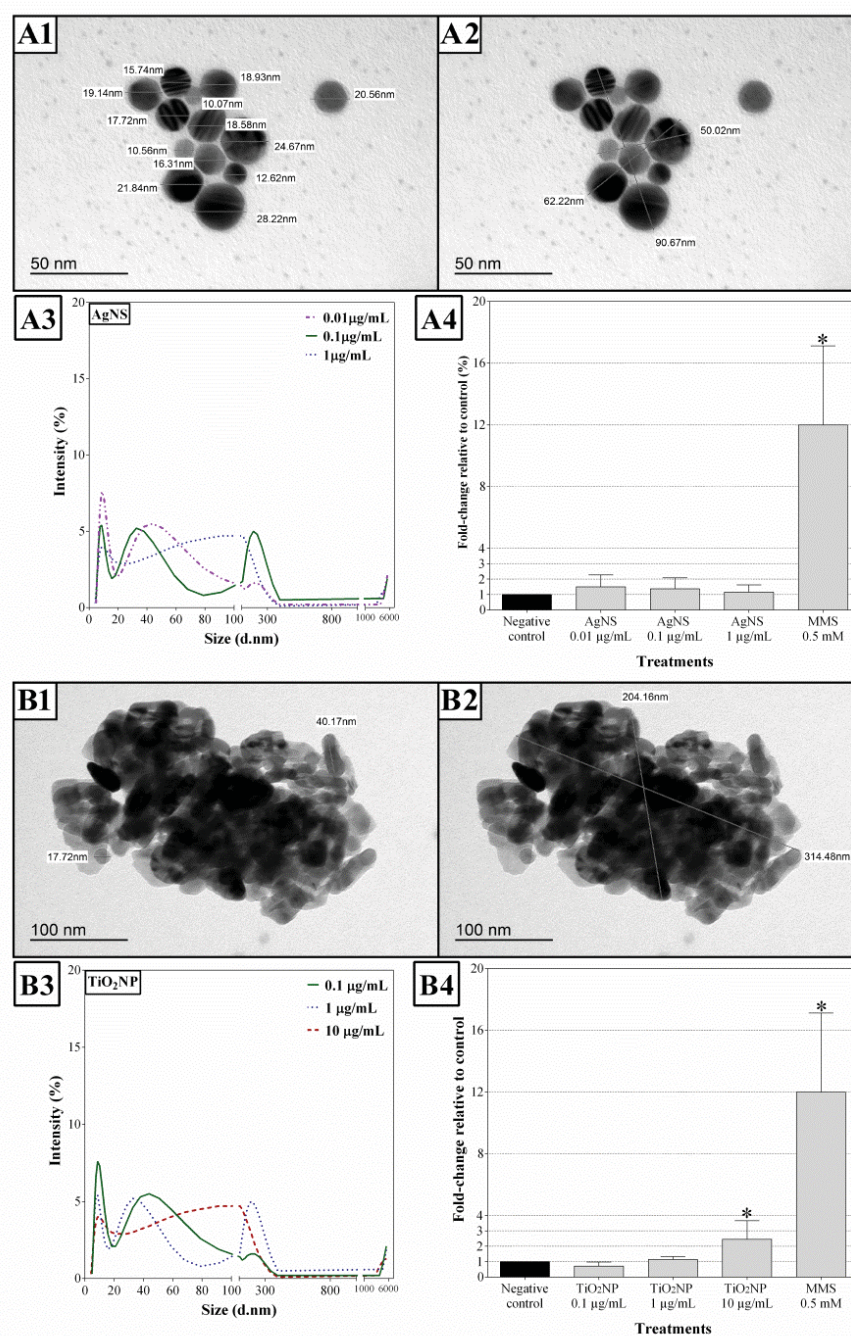 A1
15.74nm
18.93nm
19.14nm
20.56nm
10.07nm
17.72nm
18.58nm
24.67nm
10.56nm
16.31nm
12.62nm
21.84nm
28.22nm
50 nm
A2
50.02nm
62.22nm
90.67nm
50 nm
A3
AgNS
0.01µg/mL
0.1µg/mL
1µg/mL
Intensity (%)
20
15
10
5
0
0 20 40 60 80 100 300 800 1000 6000
Size (d.nm)
A4
Fold-change relative to control (%)
20
16
12
8
4
3
2
1
0
*
Negative control
AgNS 0.01 µg/mL
AgNS 0.1 µg/mL
AgNS 1 µg/mL
MMS 0.5 mM
Treatments
B1
40.17nm
17.72nm
100 nm
B2
204.16nm
314.48nm
100 nm
B3
TiO2NP
0.1 µg/mL
1 µg/mL
10 µg/mL
Intensity (%)
20
15
10
5
0
0 20 40 60 80 100 300 800 1000 6000
Size (d.nm)
B4
Fold-change relative to control
20
16
12
8
4
3
2
1
0
*
*
Negative control
TiO2NP 0.1 µg/mL
TiO2NP 1 µg/mL
TiO2NP 10 µg/mL
MMS 0.5 mM
Treatments